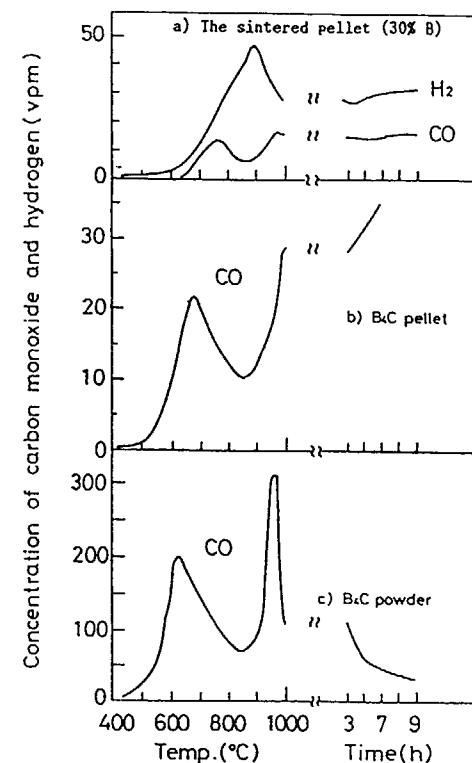 Concentration of carbon monoxide and hydrogen (vpm)
a) The sintered pellet (30% B)
50
0
H2
CO
30
20
10
0
CO
b) B4C pellet
300
200
100
0
CO
c) B4C powder
400 600 800 1000 3 7 9
Temp.(°C) Time(h)